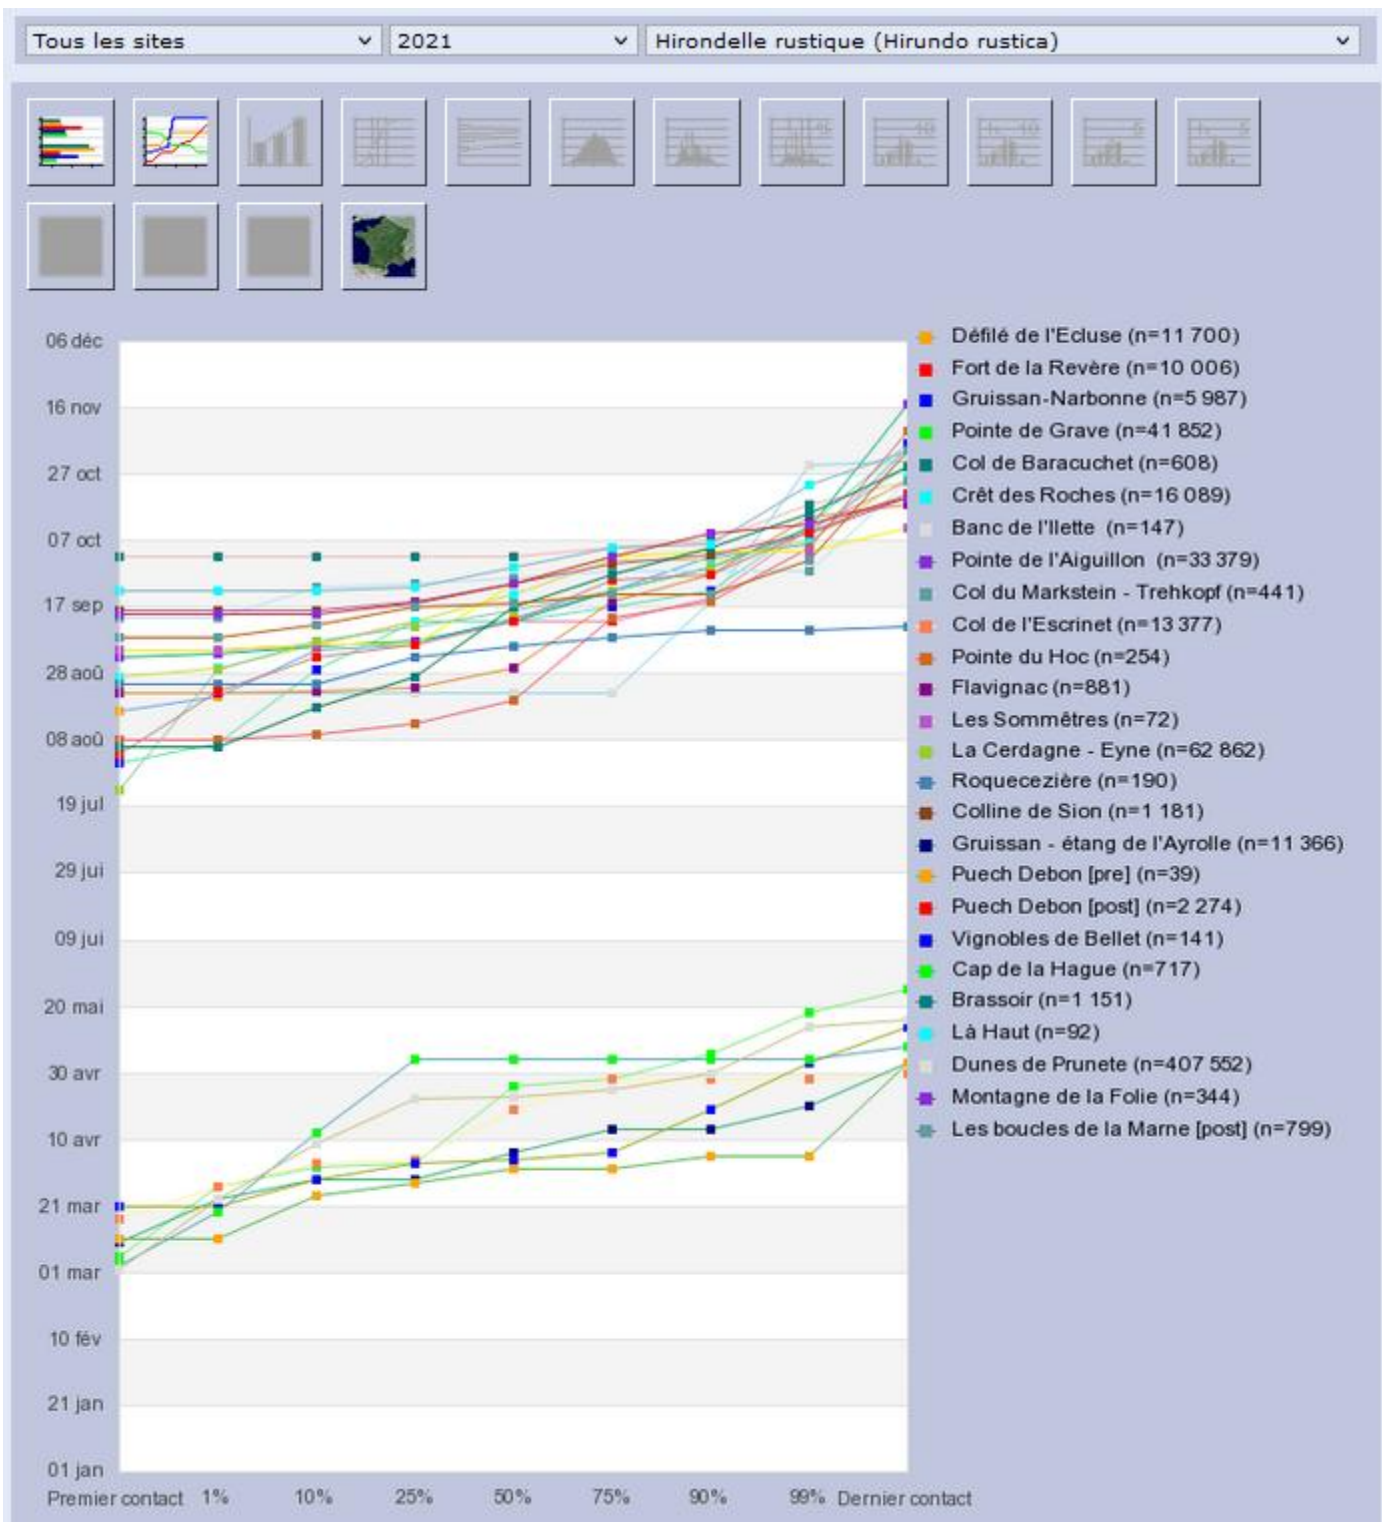 Tous les sites 2021 Hirondelle rustique (Hirundo rustica)
06 déc
16 nov
27 oct
07 oct
17 sep
28 aoû
08 aoû
19 jul
29 jui
09 jui
20 mai
30 avr
10 avr
21 mar
01 mar
10 fév
21 jan
01 jan
Premier contact 1% 10% 25% 50% 75% 90% 99% Dernier contact
Défilé de l'Ecluse (n=11 700)
Fort de la Revère (n=10 006)
Gruissan-Narbonne (n=5 987)
Pointe de Grave (n=41 852)
Col de Baracuchet (n=608)
Crêt des Roches (n=16 089)
Banc de l'Ilette (n=147)
Pointe de l'Aiguillon (n=33 379)
Col du Markstein - Trehkopf (n=441)
Col de l'Escrinet (n=13 377)
Pointe du Hoc (n=254)
Flavignac (n=881)
Les Sommêtres (n=72)
La Cerdagne - Eyne (n=62 862)
Roquecezière (n=190)
Colline de Sion (n=1 181)
Gruissan - étang de l'Ayrolle (n=11 366)
Puech Debon [pre] (n=39)
Puech Debon [post] (n=2 274)
Vignobles de Bellet (n=141)
Cap de la Hague (n=717)
Brassoir (n=1 151)
Là Haut (n=92)
Dunes de Prunete (n=407 552)
Montagne de la Folie (n=344)
Les boucles de la Marne [post] (n=799)